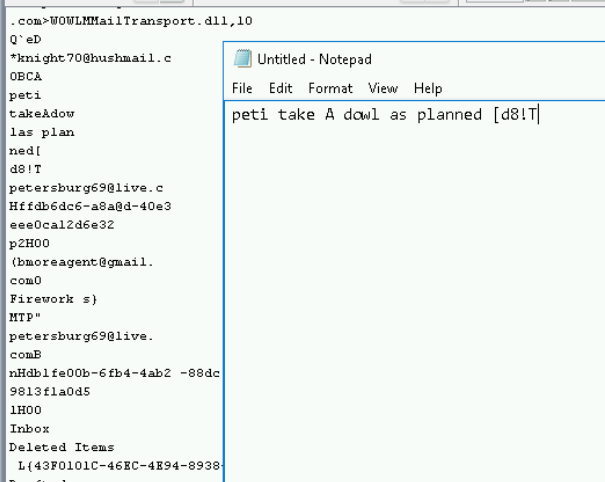 .com>WOWLMMailTransport.dll,10
Q`eD
*knight70@hushmail.c
OBCA
peti
takeAdow
las plan
ned[
d8!T
petersburg69@live.c
Hffdb6dc6-a8a@d-40e3
eee0ca12d6e32
p2H00
(bmoreagent@gmail.
com0
Firework s}
MTP"
petersburg69@live.
comB
nHdb1fe00b-6fb4-4ab2 -88dc
9813f1a0d5
1H00
Inbox
Deleted Items
L{43F0101C-46EC-4E94-8938-
Untitled - Notepad
File Edit Format View Help
peti take A dowl as planned [d8!T